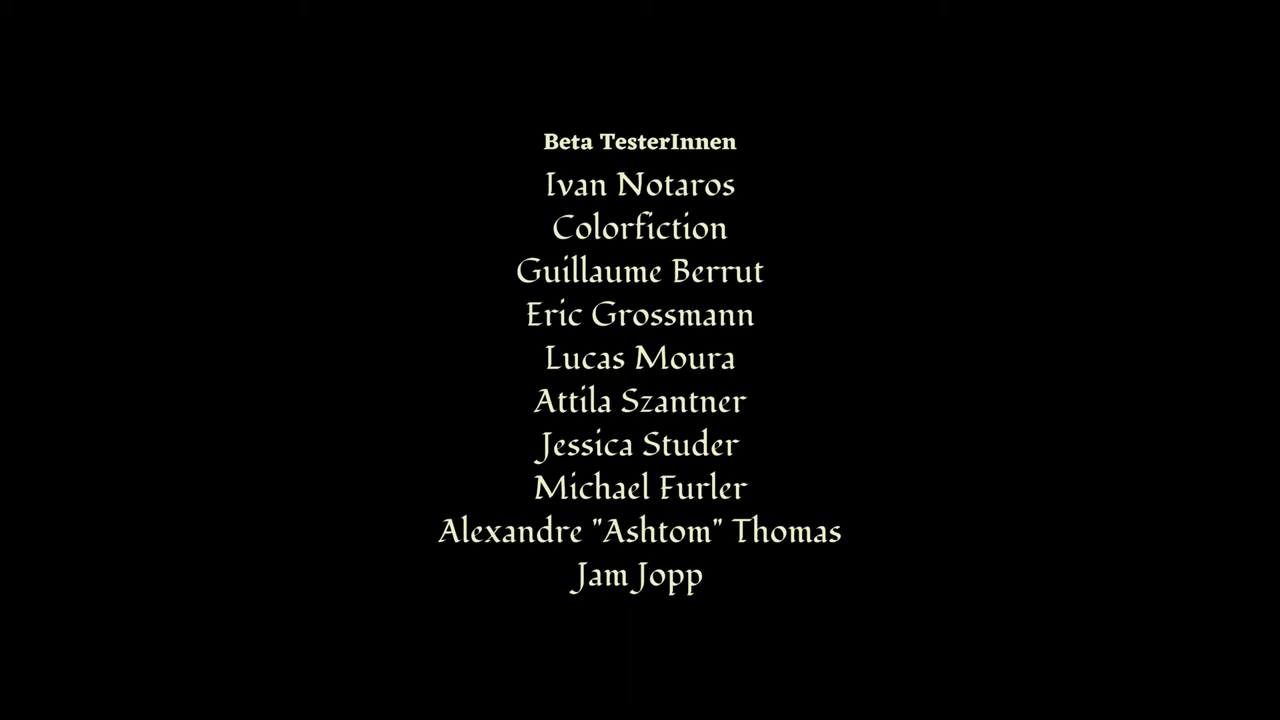 Beta TesterInnen
Ivan Notaros
Colorfiction
Guillaume Berrut
Eric Grossmann
Lucas Moura
Attila Szantner
Jessica Studer
Michael Furler
Alexandre "Ashtom" Thomas
Jam Jopp